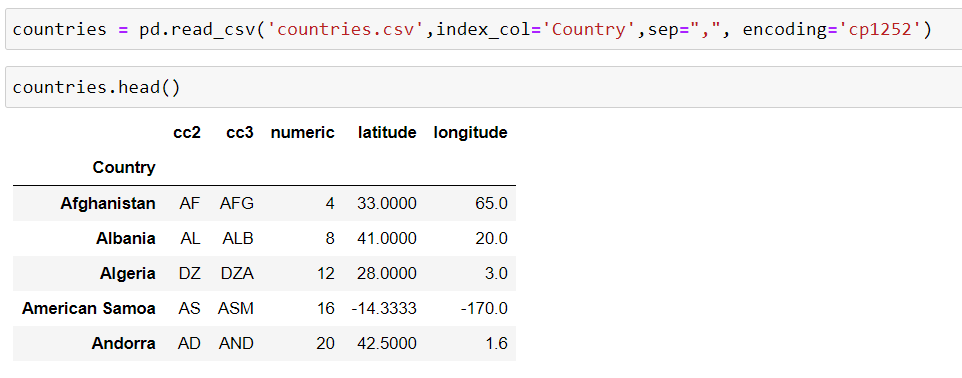 countries = pd.read_csv('countries.csv',index_col='Country',sep=",", encoding='cp1252')
countries.head()
cc2 cc3 numeric latitude longitude
Country
Afghanistan AF AFG 4 33.0000 65.0
Albania AL ALB 8 41.0000 20.0
Algeria DZ DZA 12 28.0000 3.0
American Samoa AS ASM 16 -14.3333 -170.0
Andorra AD AND 20 42.5000 1.6